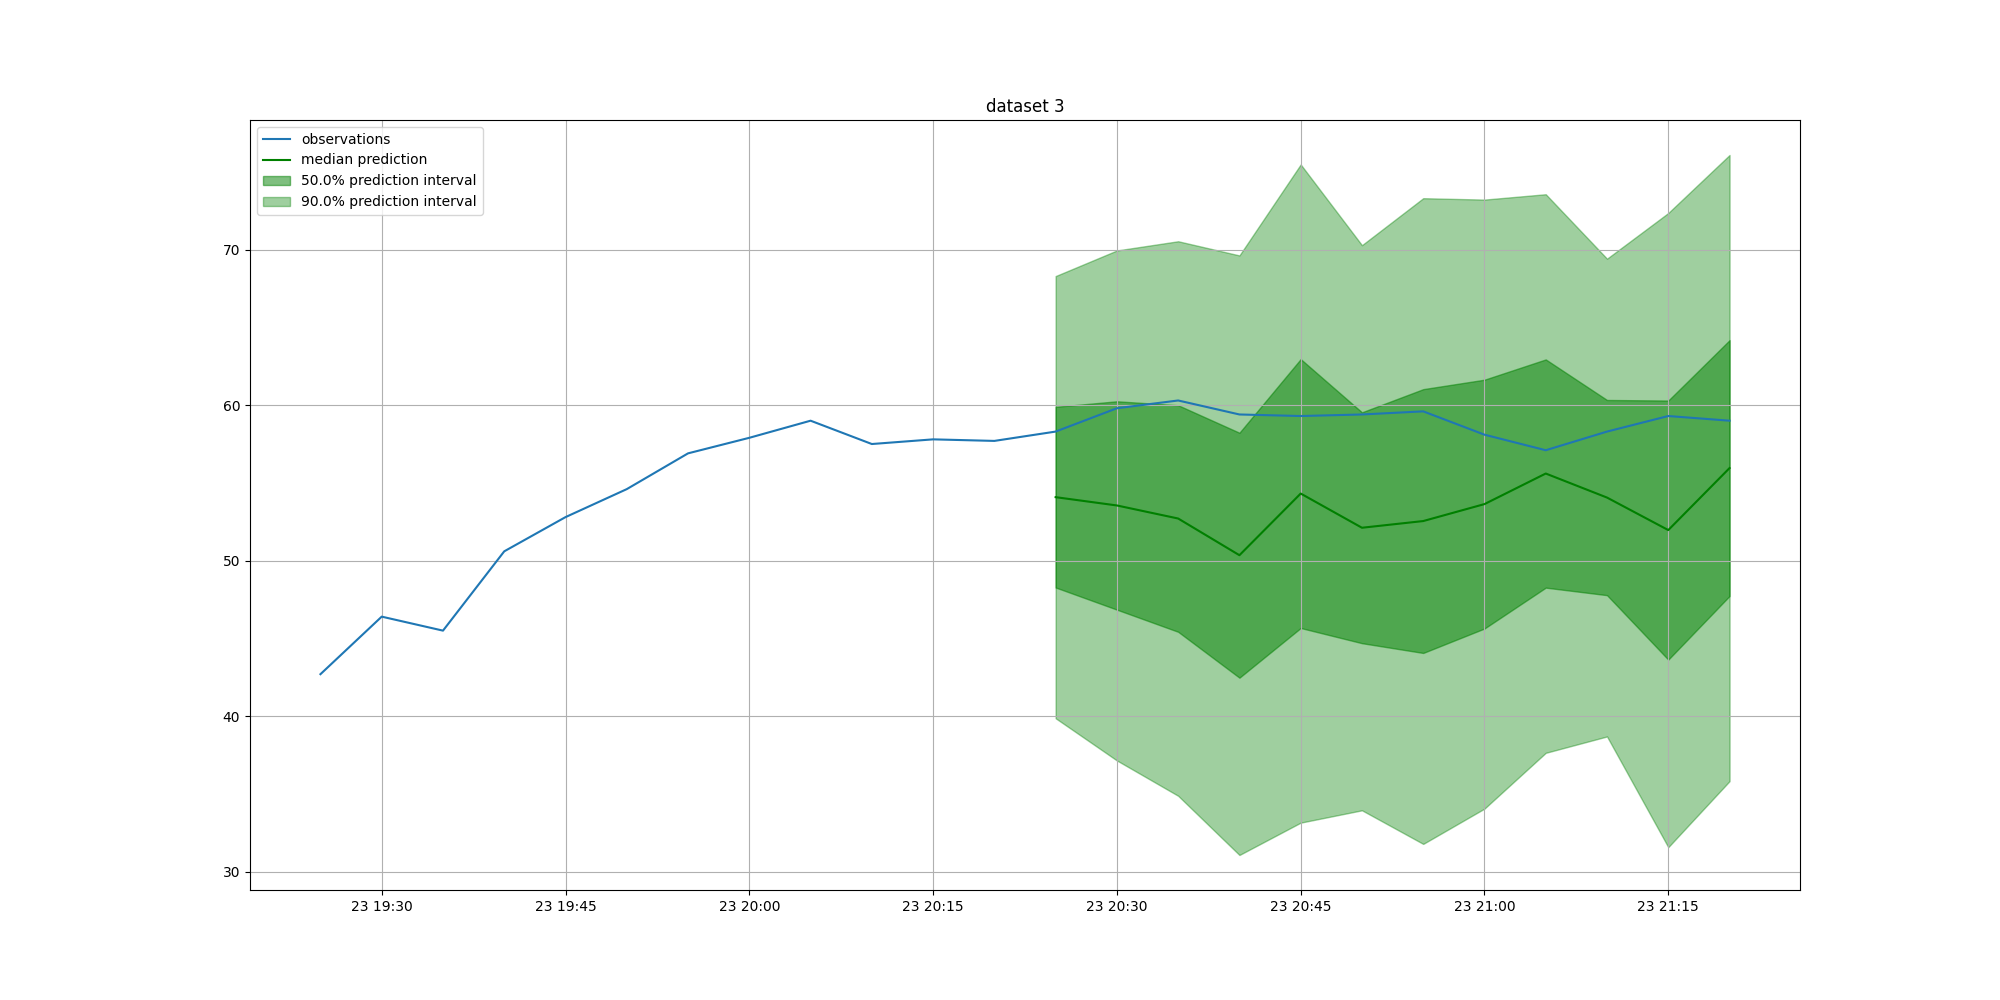 dataset 3
observations
median prediction
50.0% prediction interval
90.0% prediction interval
70
60
50
40
30
23 19:30 23 19:45 23 20:00 23 20:15 23 20:30 23 20:45 23 21:00 23 21:15